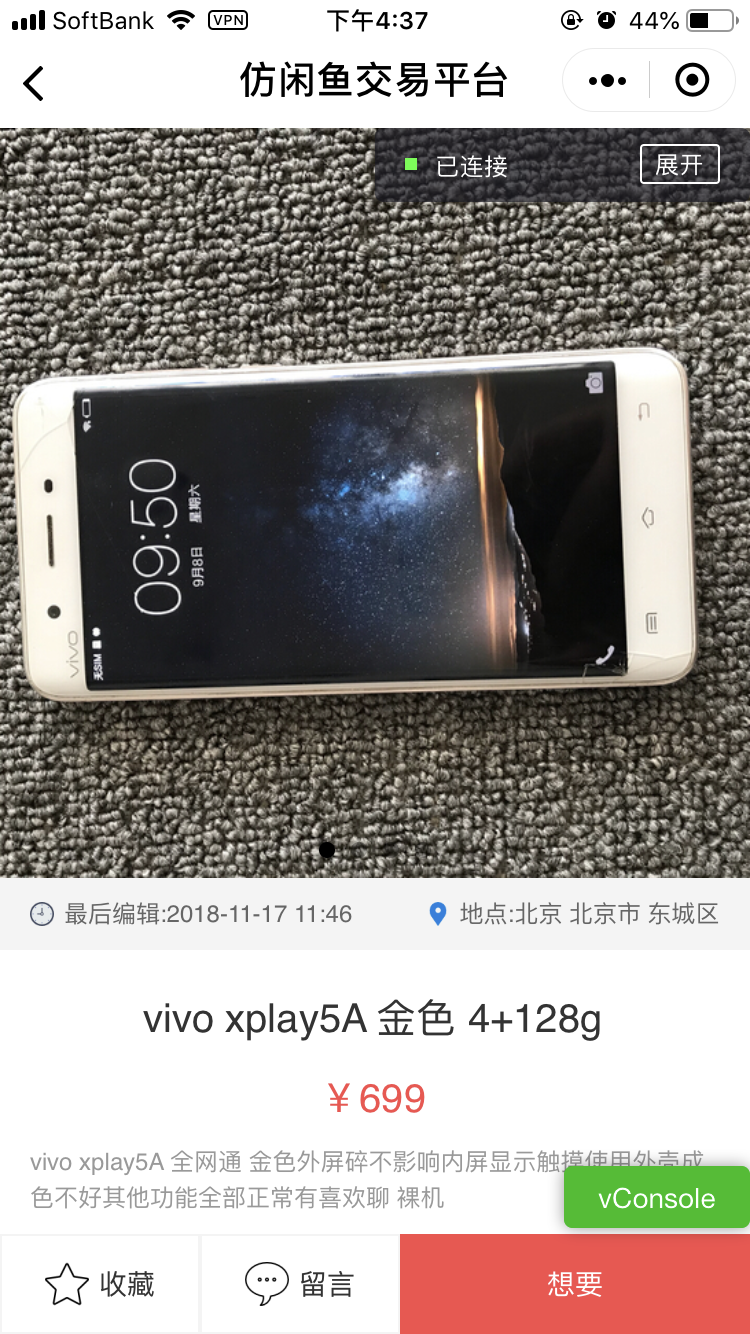 SoftBank VPN 下午4:37 44%
仿闲鱼交易平台
已连接 展开
09:50
9月8日 星期六
无SIM
vivo
最后编辑:2018-11-17 11:46 地点:北京 北京市 东城区
vivo xplay5A 金色 4+128g
￥699
vivo xplay5A 全网通 金色外屏碎不影响内屏显示触摸使用外壳成
色不好其他功能全部正常有喜欢聊 裸机
vConsole
收藏 留言 想要